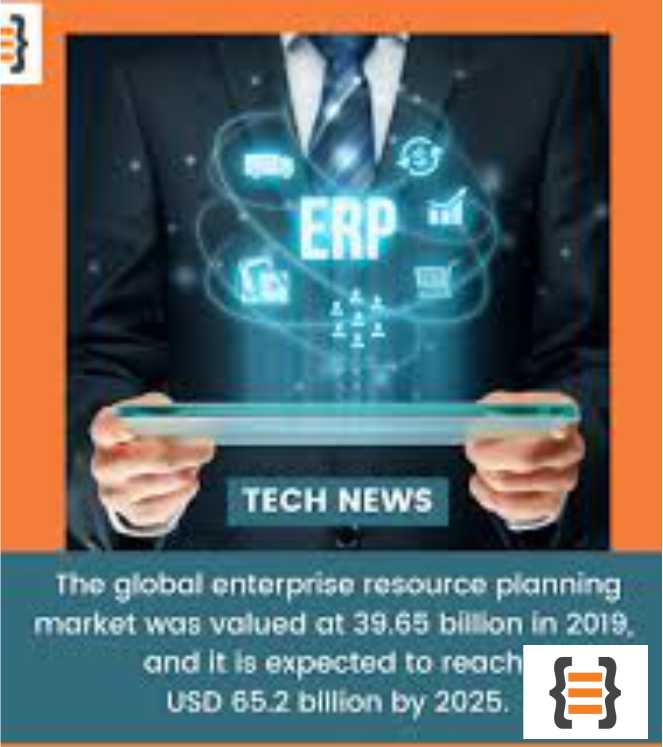 ERP
TECH NEWS
The global enterprise resource planning
market was valued at 39.65 billion in 2019,
and it is expected to reach
USD 65.2 billion by 2025.